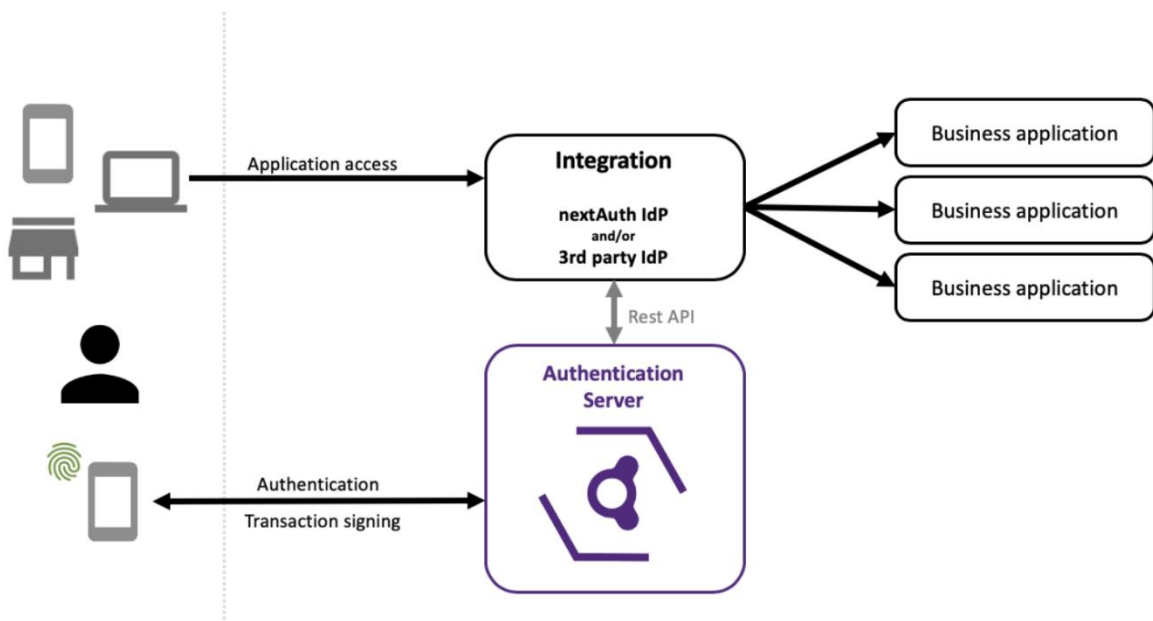 Application access
Integration
nextAuth IdP
and/or
3rd party IdP
Business application
Business application
Business application
Rest API
Authentication
Server
Authentication
Transaction signing